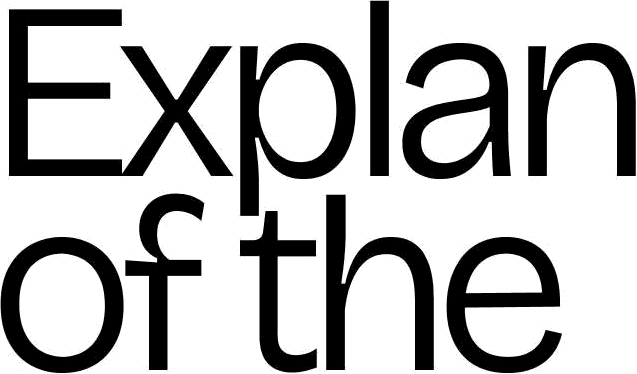 Explan
of the